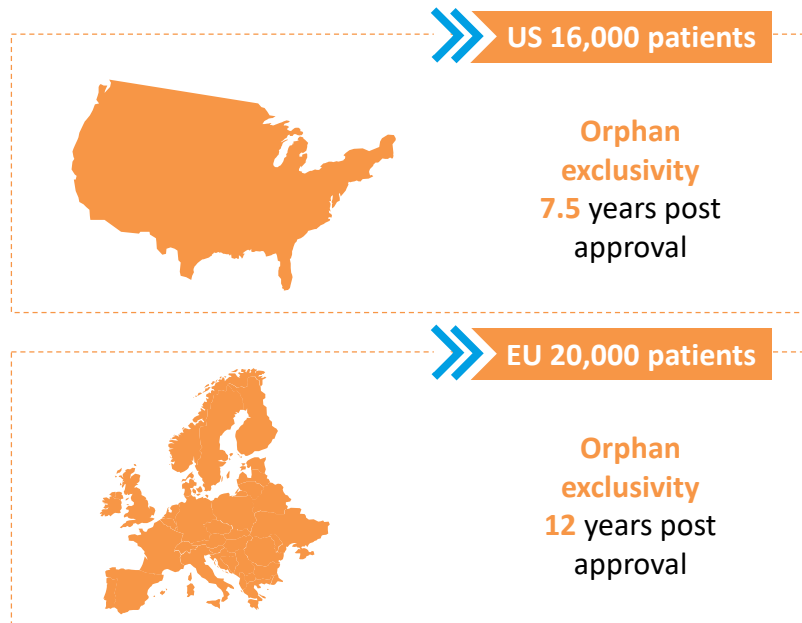 US 16,000 patients
Orphan
exclusivity
7.5 years post
approval
EU 20,000 patients
Orphan
exclusivity
12 years post
approval